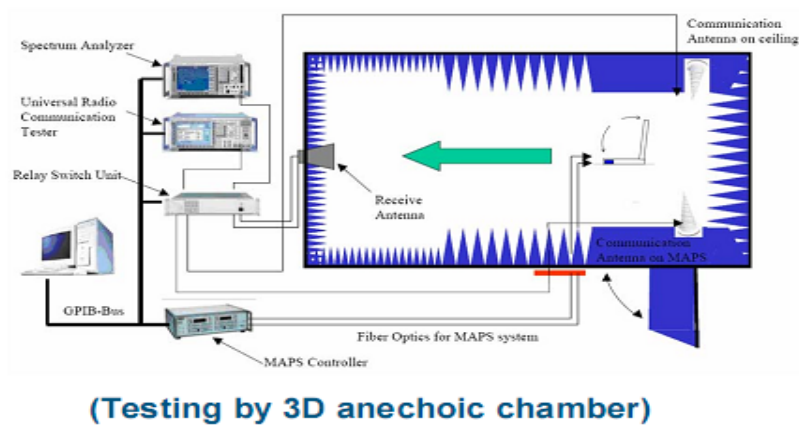 Communication
Antenna on ceiling
Spectrum Analyzer
Universal Radio
Communication
Tester
Relay Switch Unit
Receive
Antenna
Communication
Antenna on MAPS
GPIB-Bus
Fiber Optics for MAPS system
MAPS Controller
(Testing by 3D anechoic chamber)